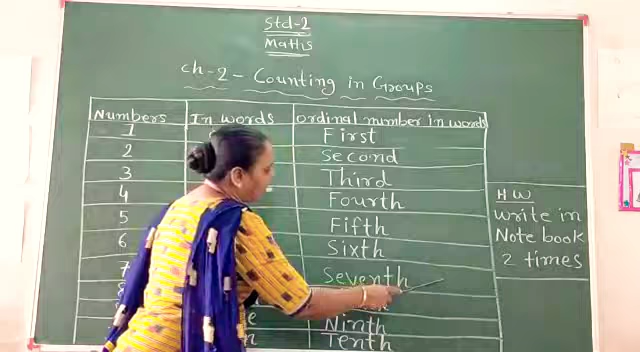 Std-2
Maths
Ch-2 - Counting in Groups
Numbers In words ordinal number in words
1 First
2 Second
3 Third
4 Fourth
5 Fifth
6 Sixth
7 Seventh
Ninth
Tenth
H W
write in
Note book
2 times